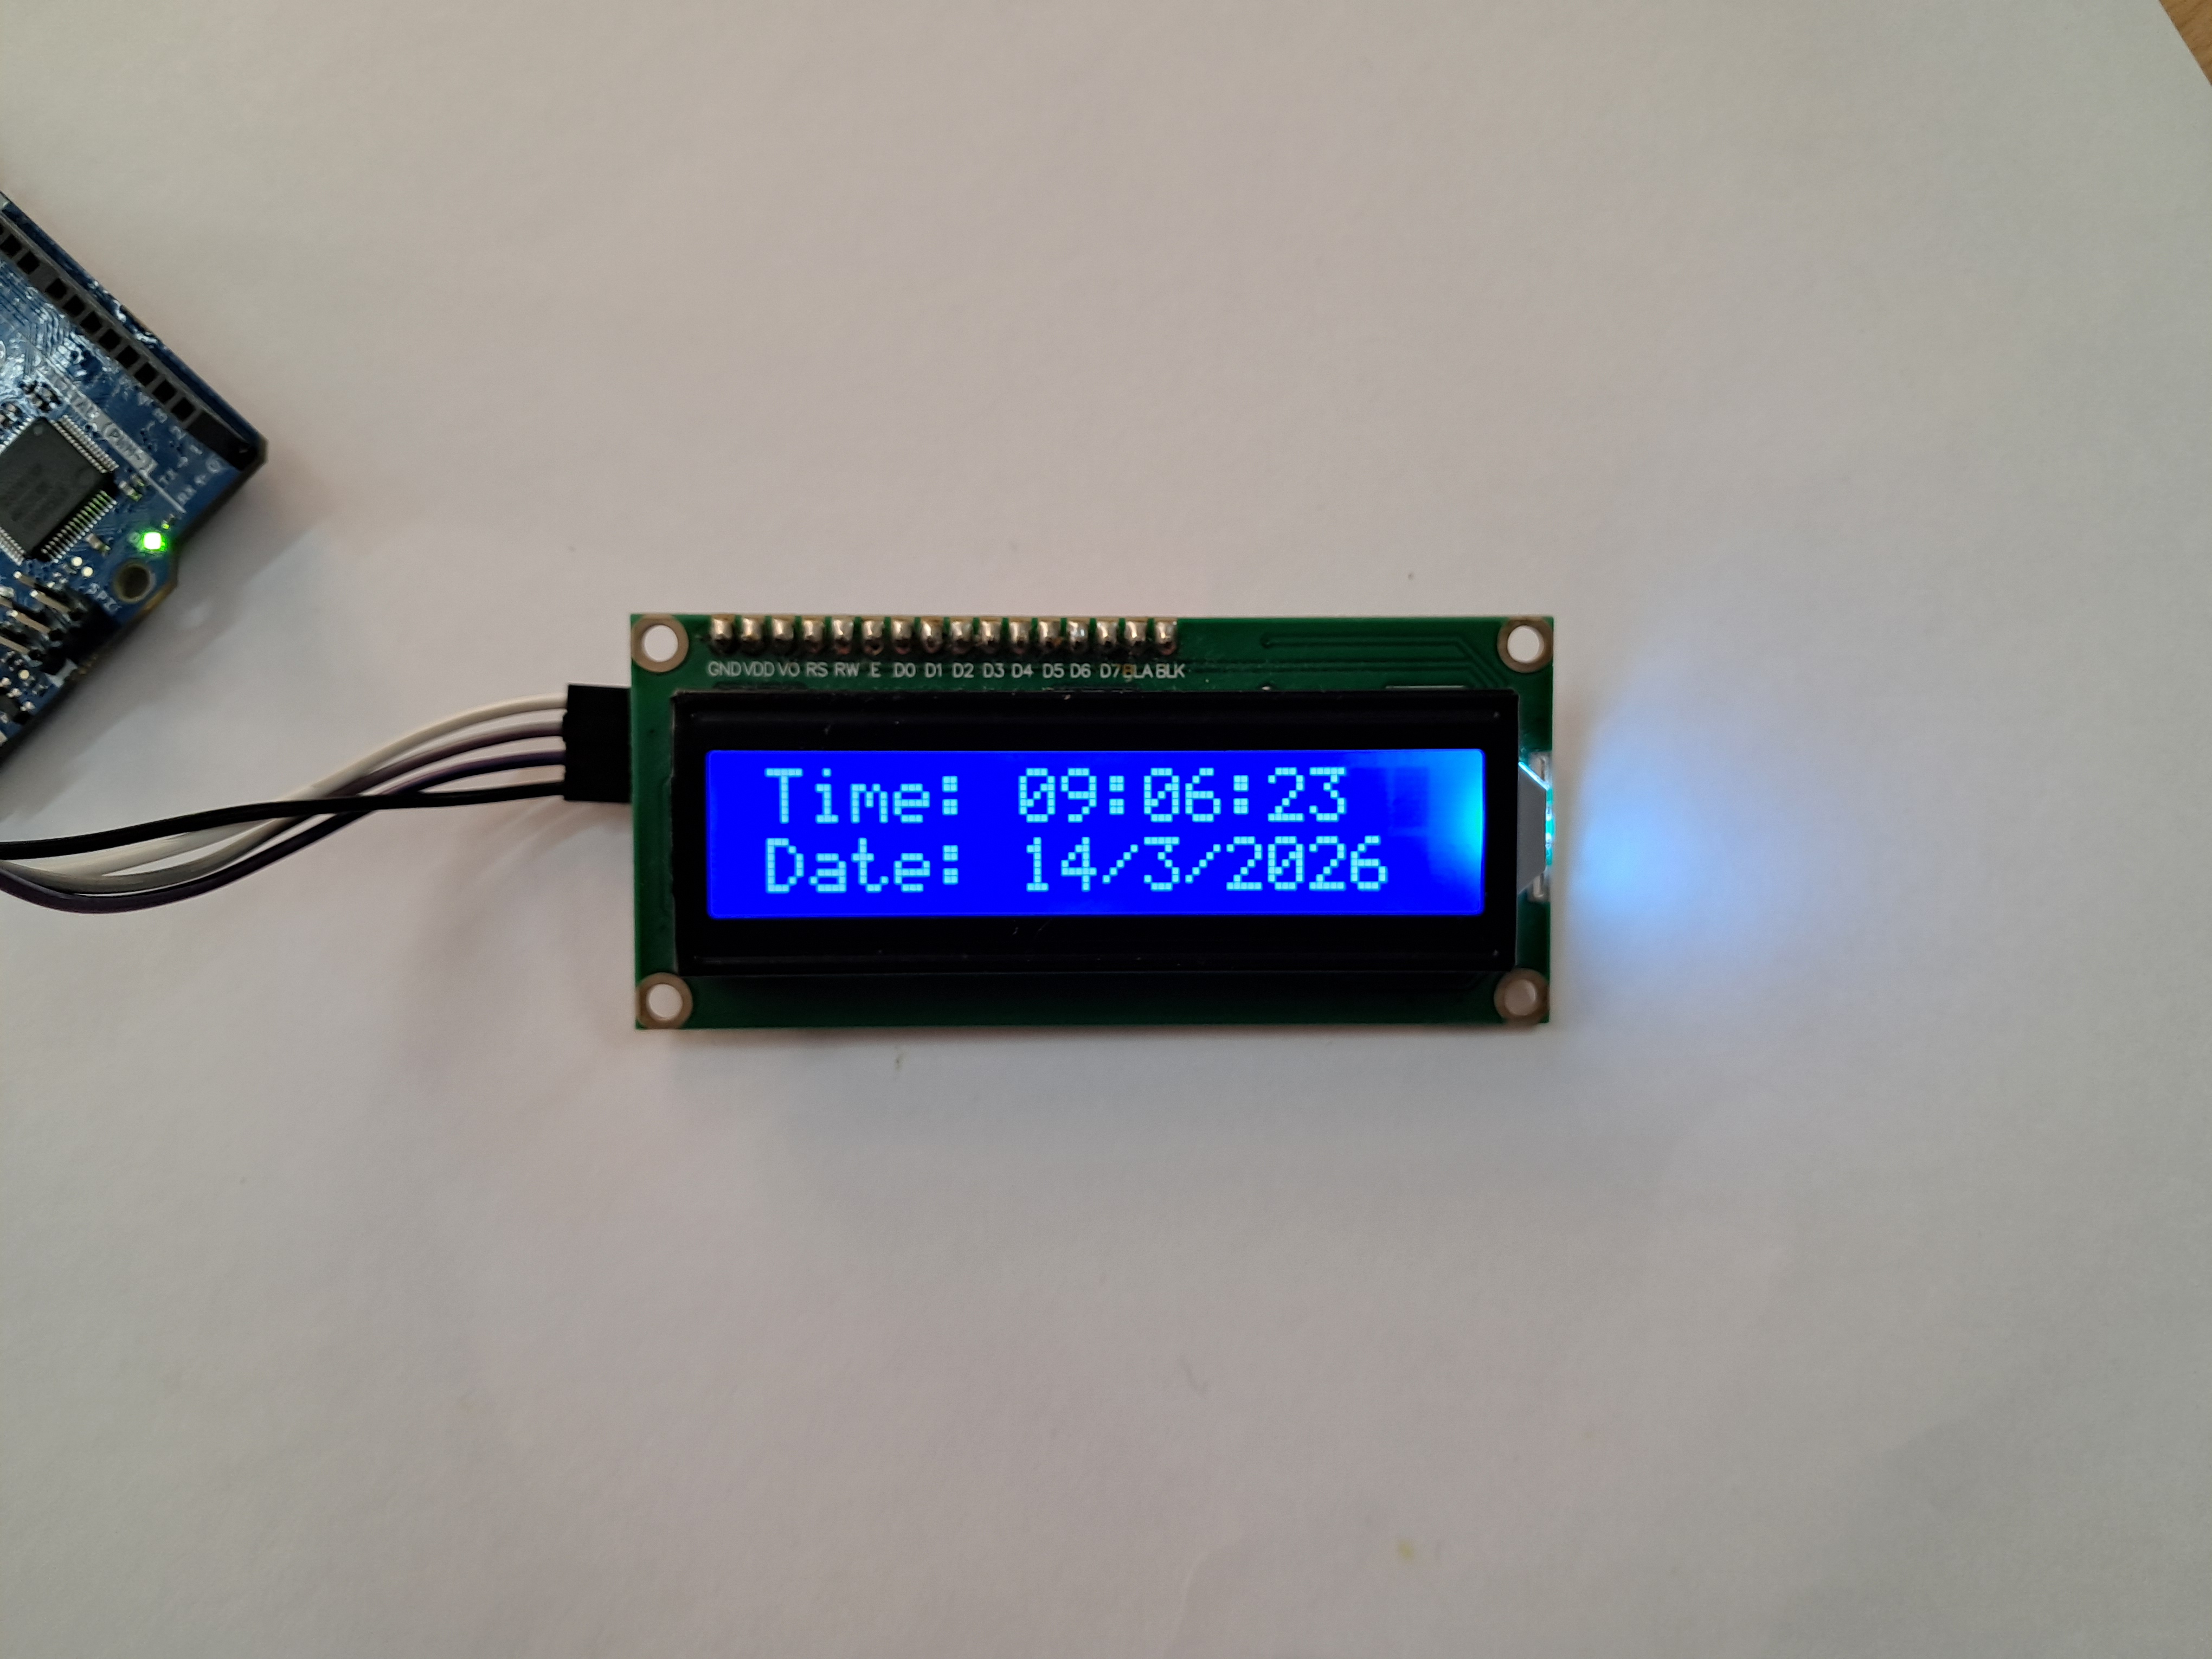 GND VDD VO RS RW E D0 D1 D2 D3 D4 D5 D6 D7 BLA BLK
Time: 09:06:23
Date: 14/3/2026